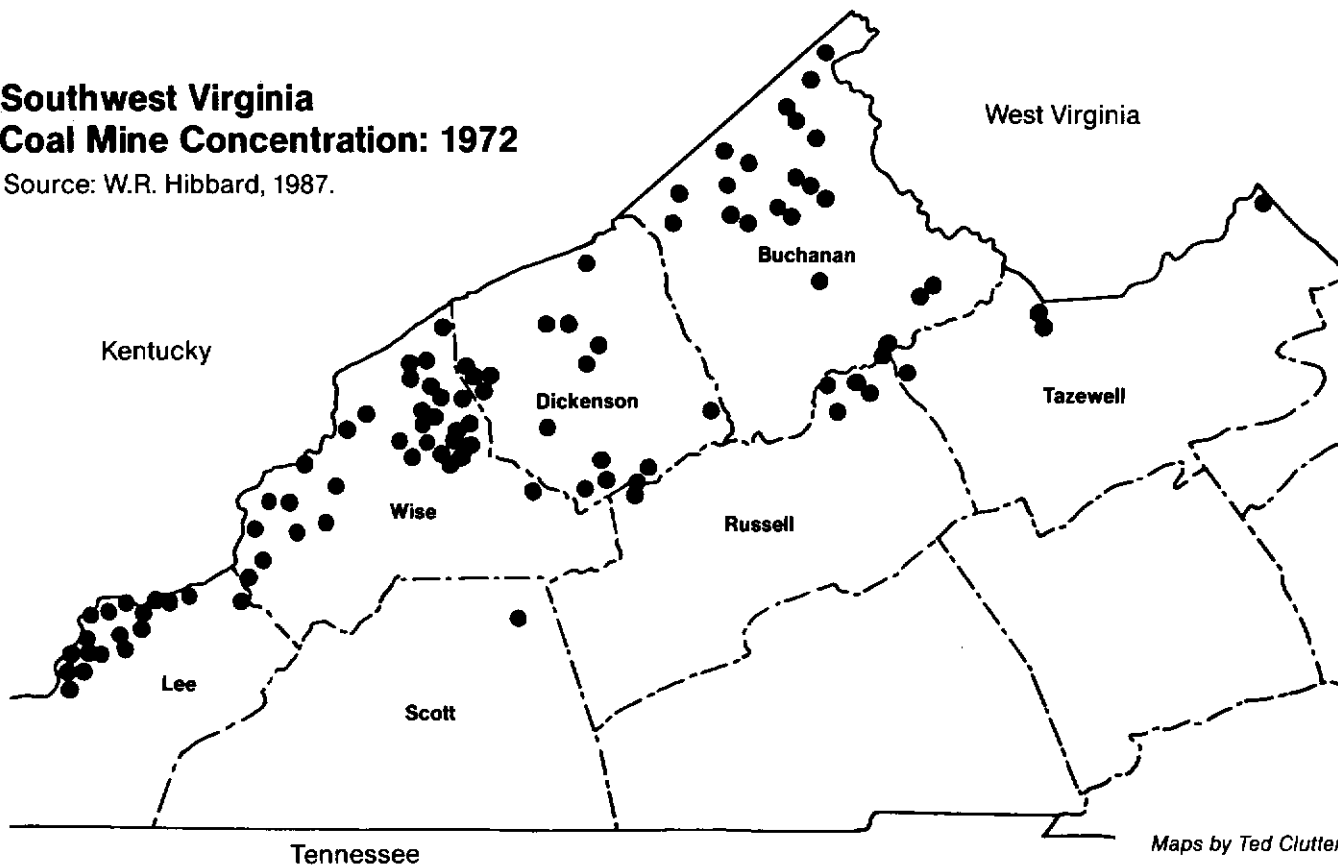 Southwest Virginia
Coal Mine Concentration: 1972
Source: W.R. Hibbard, 1987.
West Virginia
Buchanan
Kentucky
Dickenson
Tazewell
Wise
Russell
Lee
Scott
Tennessee
Maps by Ted Clutter